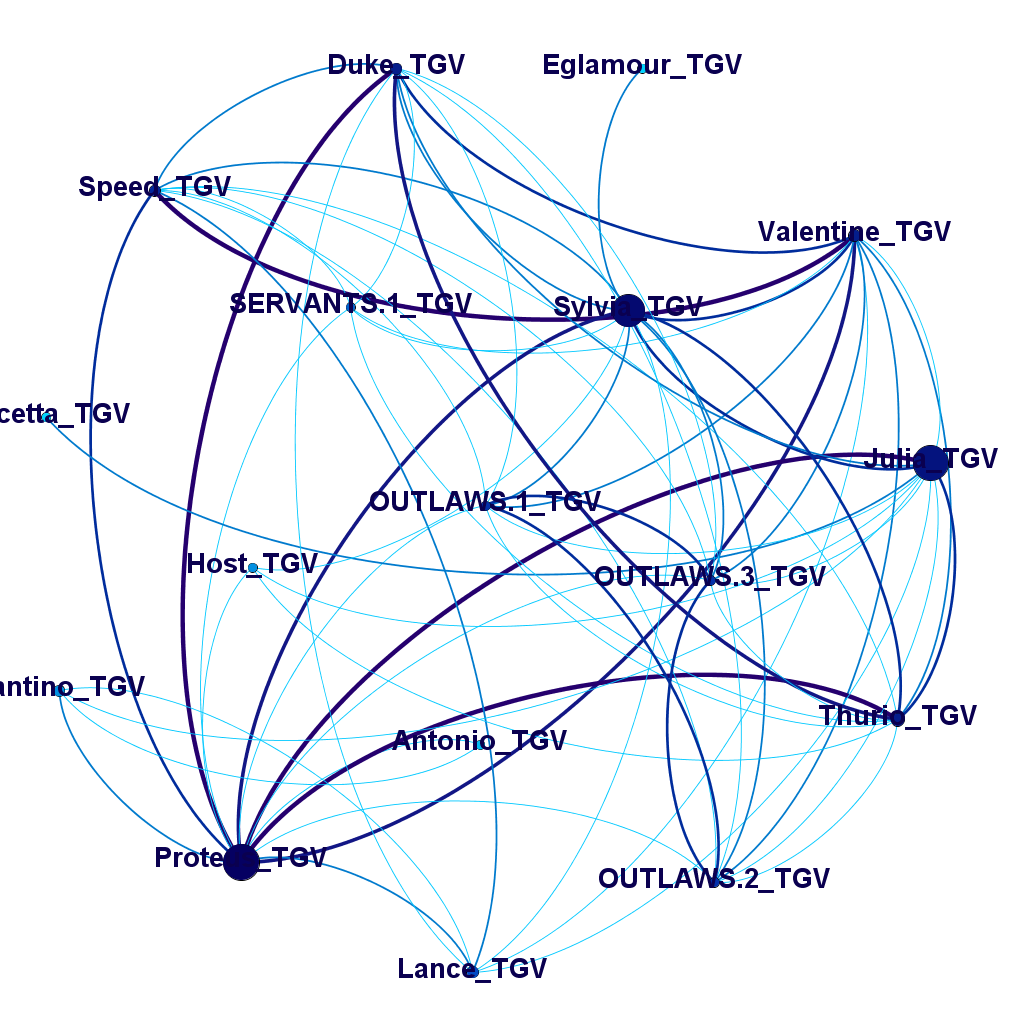 Duke_TGV
Eglamour_TGV
Speed_TGV
Valentine_TGV
SERVANTS.1_TGV
Sylvia_TGV
cetta_TGV
Julia_TGV
OUTLAWS.1_TGV
Host_TGV
OUTLAWS.3_TGV
antino_TGV
Thurio_TGV
Antonio_TGV
Proteus_TGV
OUTLAWS.2_TGV
Lance_TGV